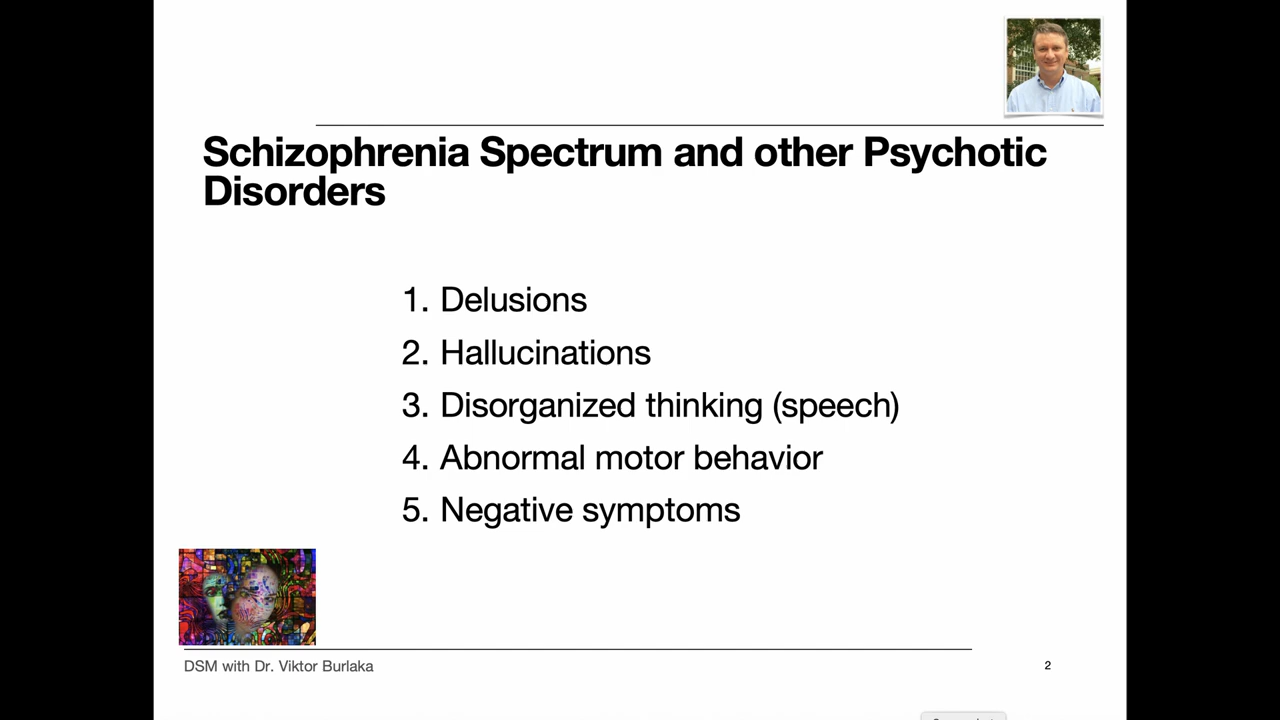 Schizophrenia Spectrum and other Psychotic
Disorders
1. Delusions
2. Hallucinations
3. Disorganized thinking (speech)
4. Abnormal motor behavior
5. Negative symptoms
DSM with Dr. Viktor Burlaka
2